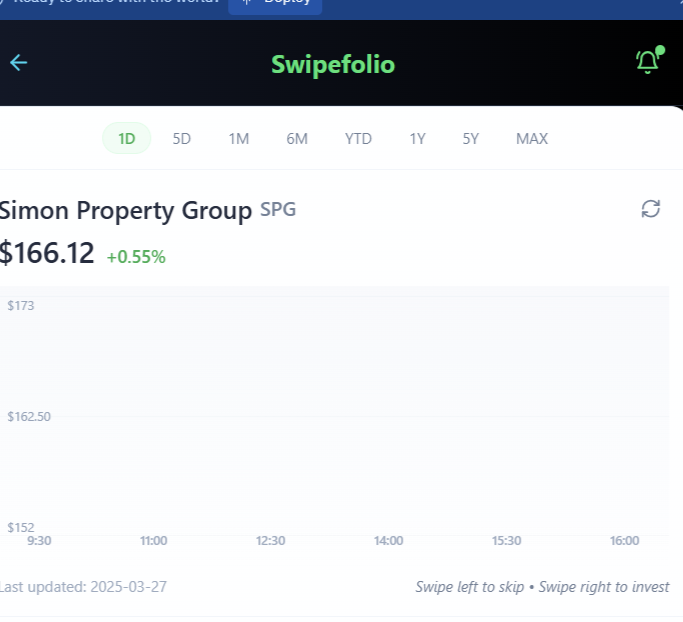 Ready to share with the world? Deploy
Swipefolio
1D 5D 1M 6M YTD 1Y 5Y MAX
Simon Property Group SPG
$166.12 +0.55%
$173
$162.50
$152
9:30 11:00 12:30 14:00 15:30 16:00
Last updated: 2025-03-27 Swipe left to skip • Swipe right to invest